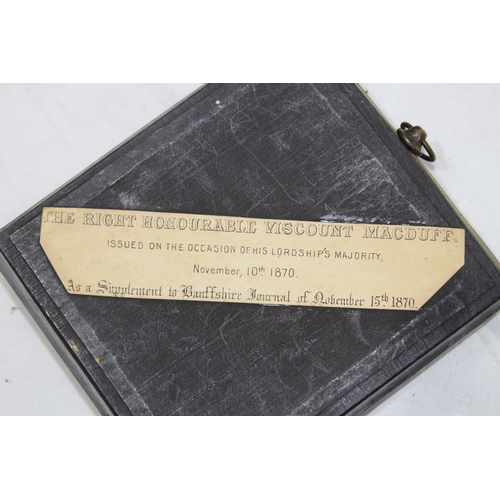 THE RIGHT HONOURABLE VISCOUNT MACDUFF.
ISSUED ON THE OCCASION OF HIS LORDSHIP'S MAJORITY,
November, 10th 1870.
As a Supplement to Banffshire Journal of November 15th 1870.